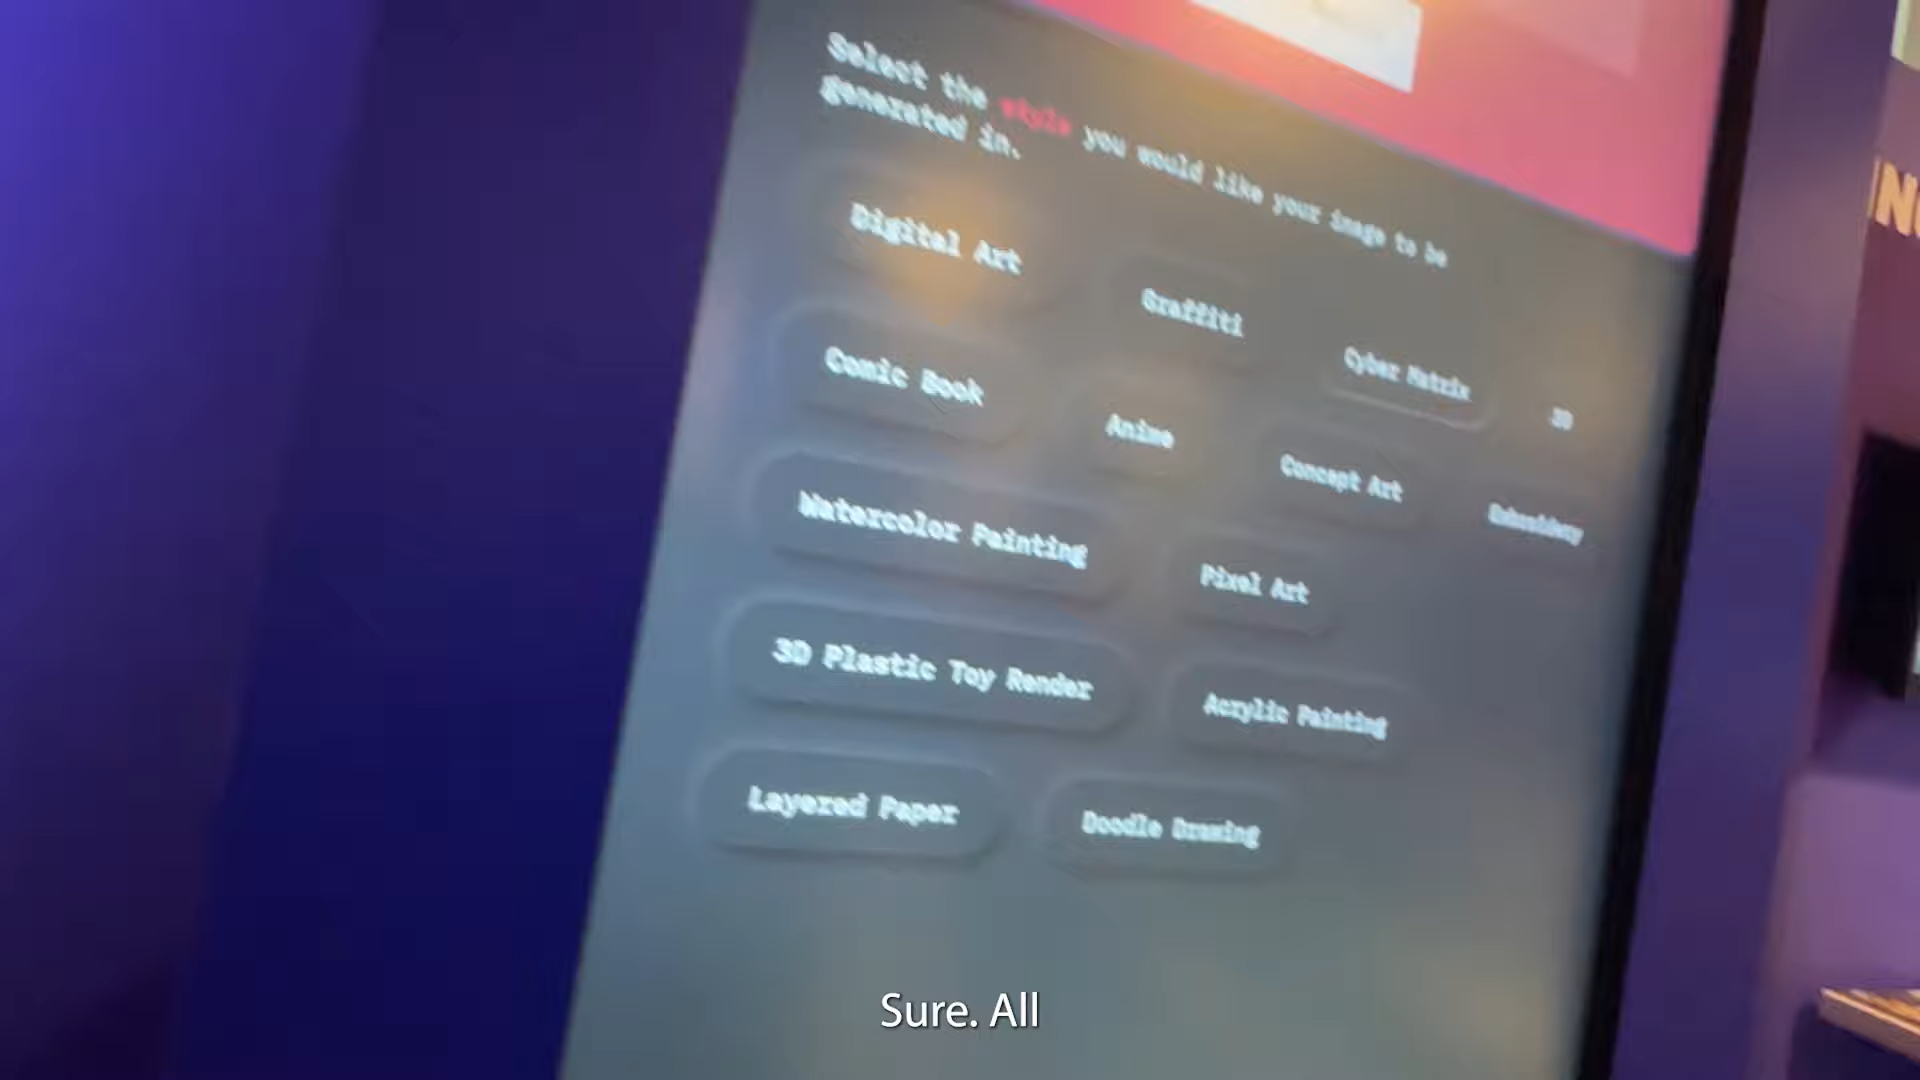 Select the style you would like your image to be
generated in.
Digital Art
Graffiti
Cyber Matrix
3D
Comic Book
Anime
Concept Art
Embroidery
Watercolor Painting
Pixel Art
3D Plastic Toy Render
Acrylic Painting
Layered Paper
Doodle Drawing
Sure. All